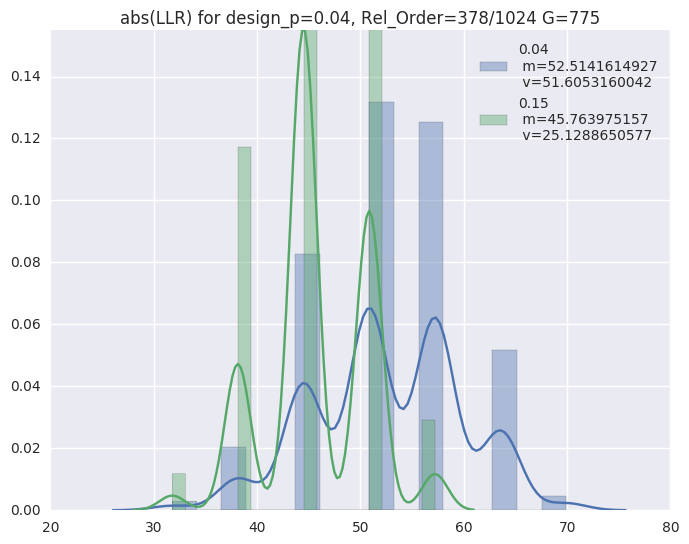 abs(LLR) for design_p=0.04, Rel_Order=378/1024 G=775
0.04
m=52.5141614927
v=51.6053160042
0.15
m=45.763975157
v=25.1288650577
0.14
0.12
0.10
0.08
0.06
0.04
0.02
0.00
20 30 40 50 60 70 80